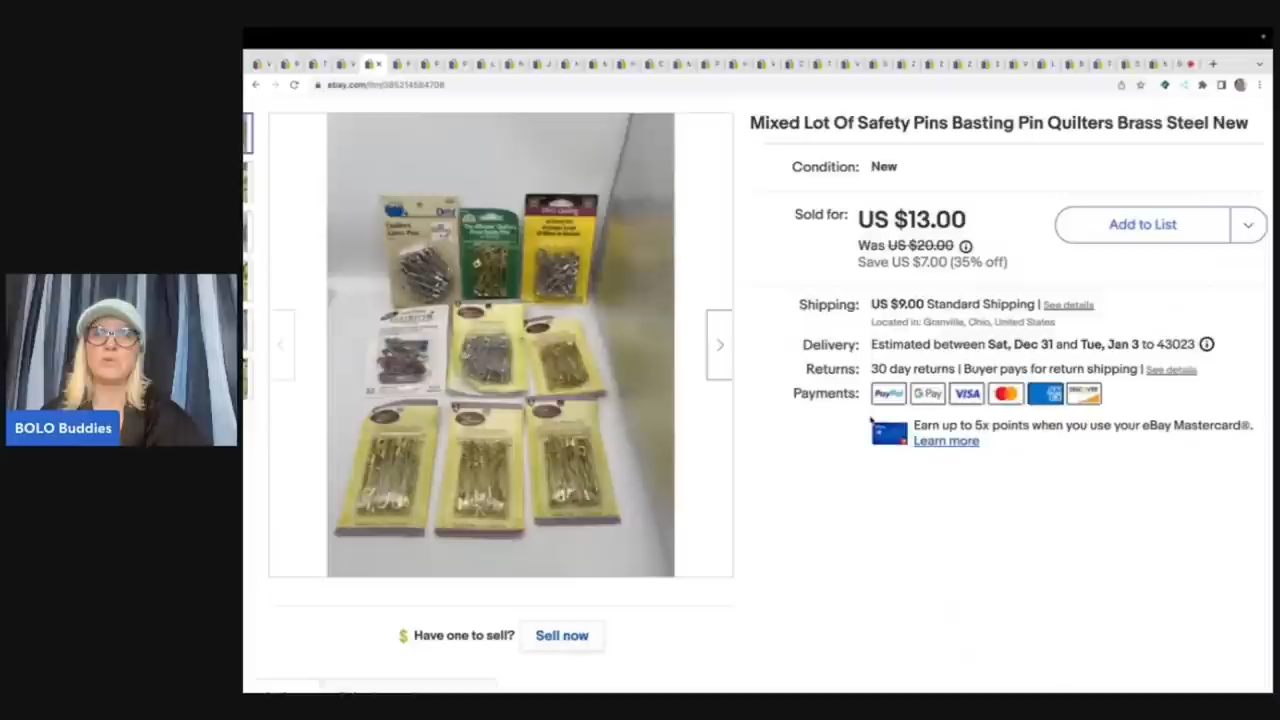 ebay.com/itm/385214584708
Mixed Lot Of Safety Pins Basting Pin Quilters Brass Steel New
Condition: New
Sold for: US $13.00
Add to List
Was US $20.00
Save US $7.00 (35% off)
Shipping: US $9.00 Standard Shipping | See details
Located in: Granville, Ohio, United States
Delivery: Estimated between Sat, Dec 31 and Tue, Jan 3 to 43023
Returns: 30 day returns | Buyer pays for return shipping | See details
Payments: PayPal G Pay VISA DISCOVER
Earn up to 5x points when you use your eBay Mastercard®.
Learn more
BOLO Buddies
$ Have one to sell? Sell now